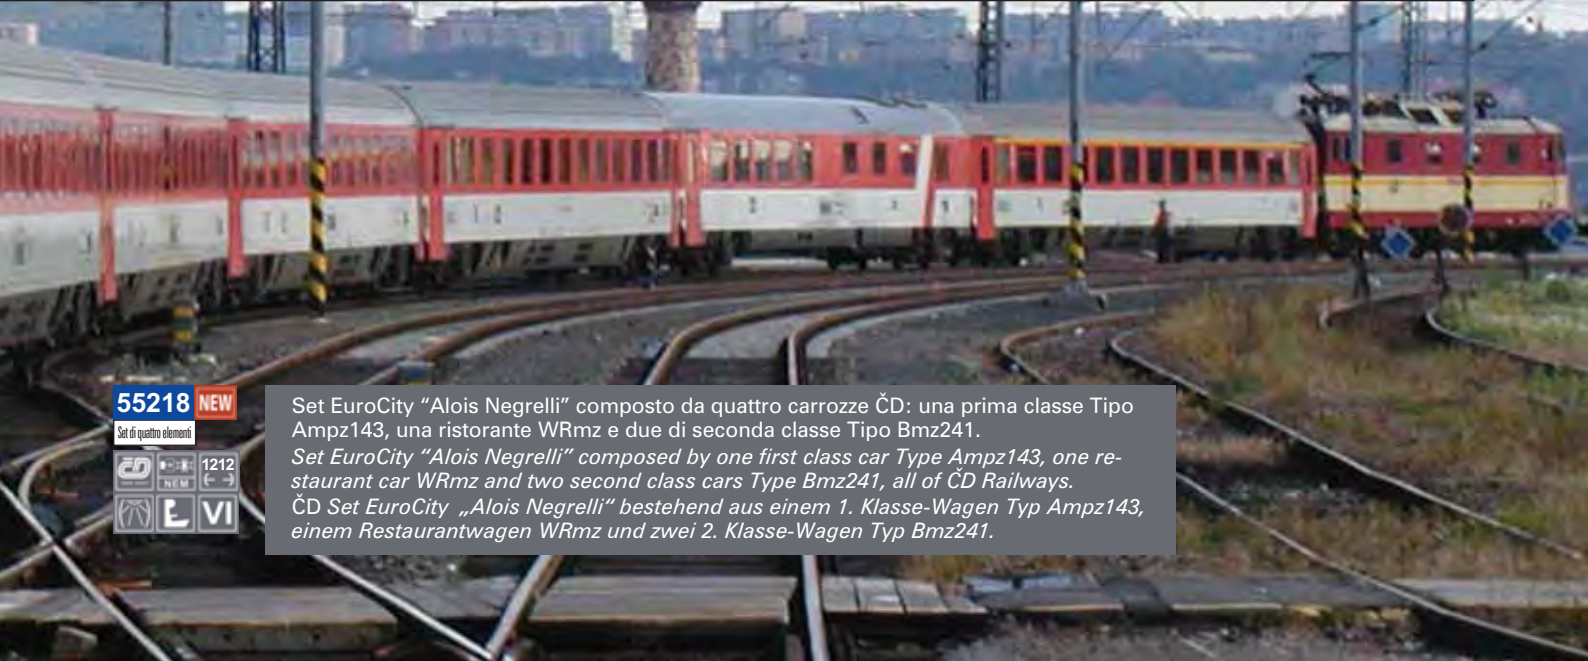 55218 NEW
Set di quattro elementi
ČD
NEM
1212
VI
Set EuroCity “Alois Negrelli” composto da quattro carrozze ČD: una prima classe Tipo
Ampz143, una ristorante WRmz e due di seconda classe Tipo Bmz241.
Set EuroCity “Alois Negrelli” composed by one first class car Type Ampz143, one re-
staurant car WRmz and two second class cars Type Bmz241, all of ČD Railways.
ČD Set EuroCity „Alois Negrelli“ bestehend aus einem 1. Klasse-Wagen Typ Ampz143,
einem Restaurantwagen WRmz und zwei 2. Klasse-Wagen Typ Bmz241.